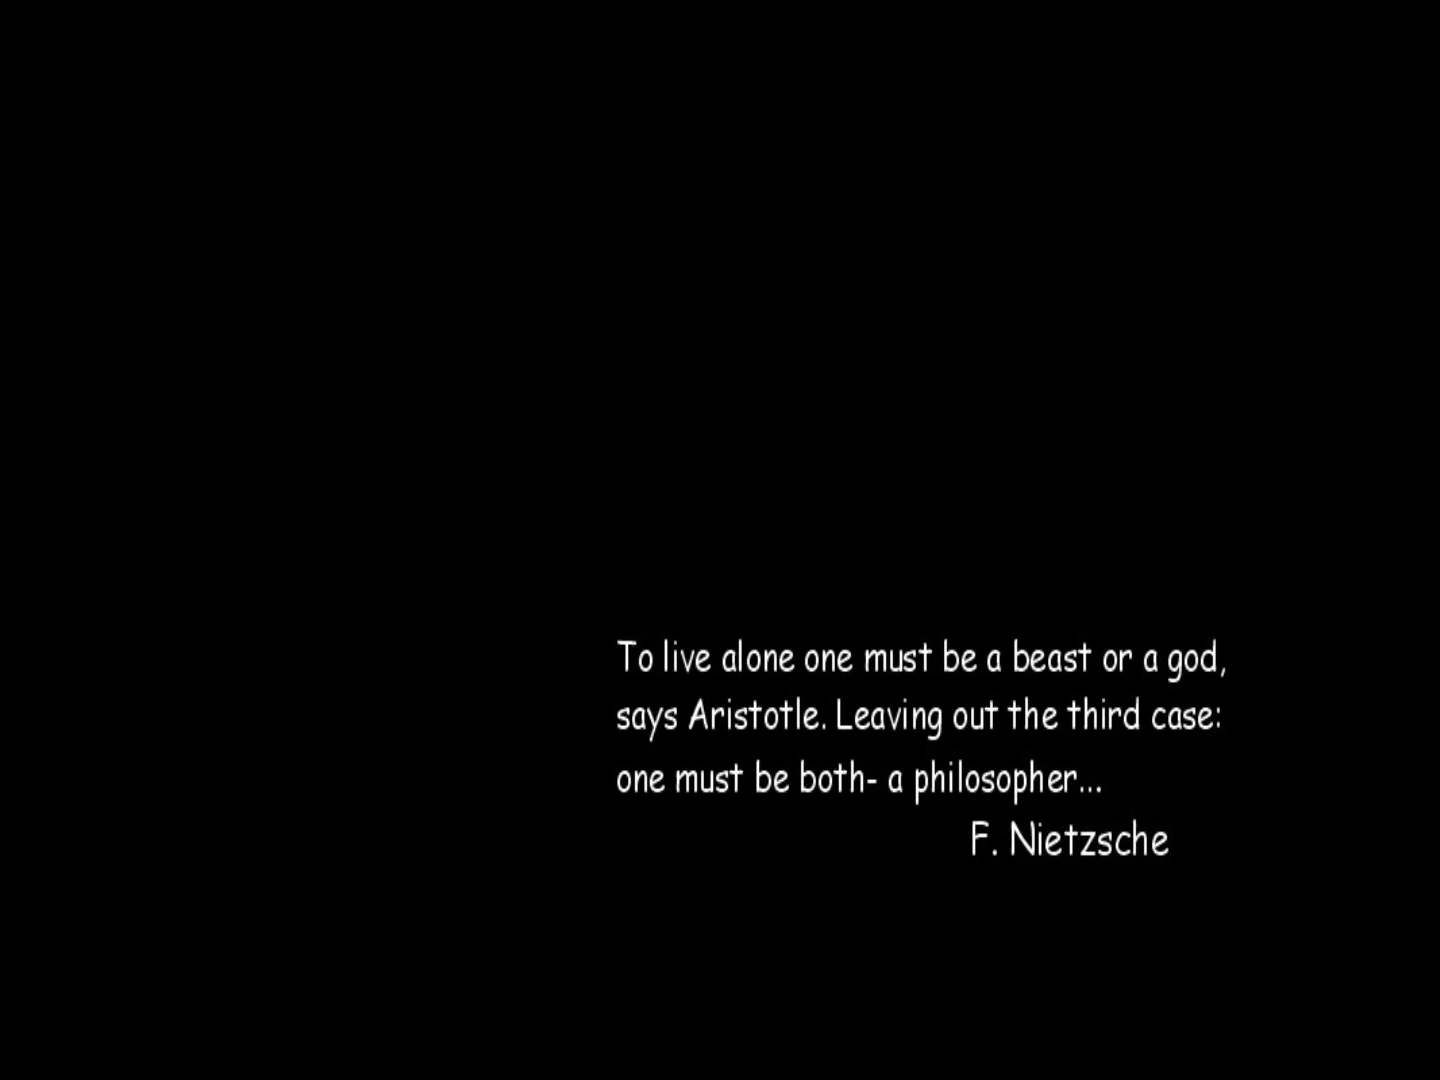 To live alone one must be a beast or a god,
says Aristotle. Leaving out the third case:
one must be both- a philosopher...
F. Nietzsche